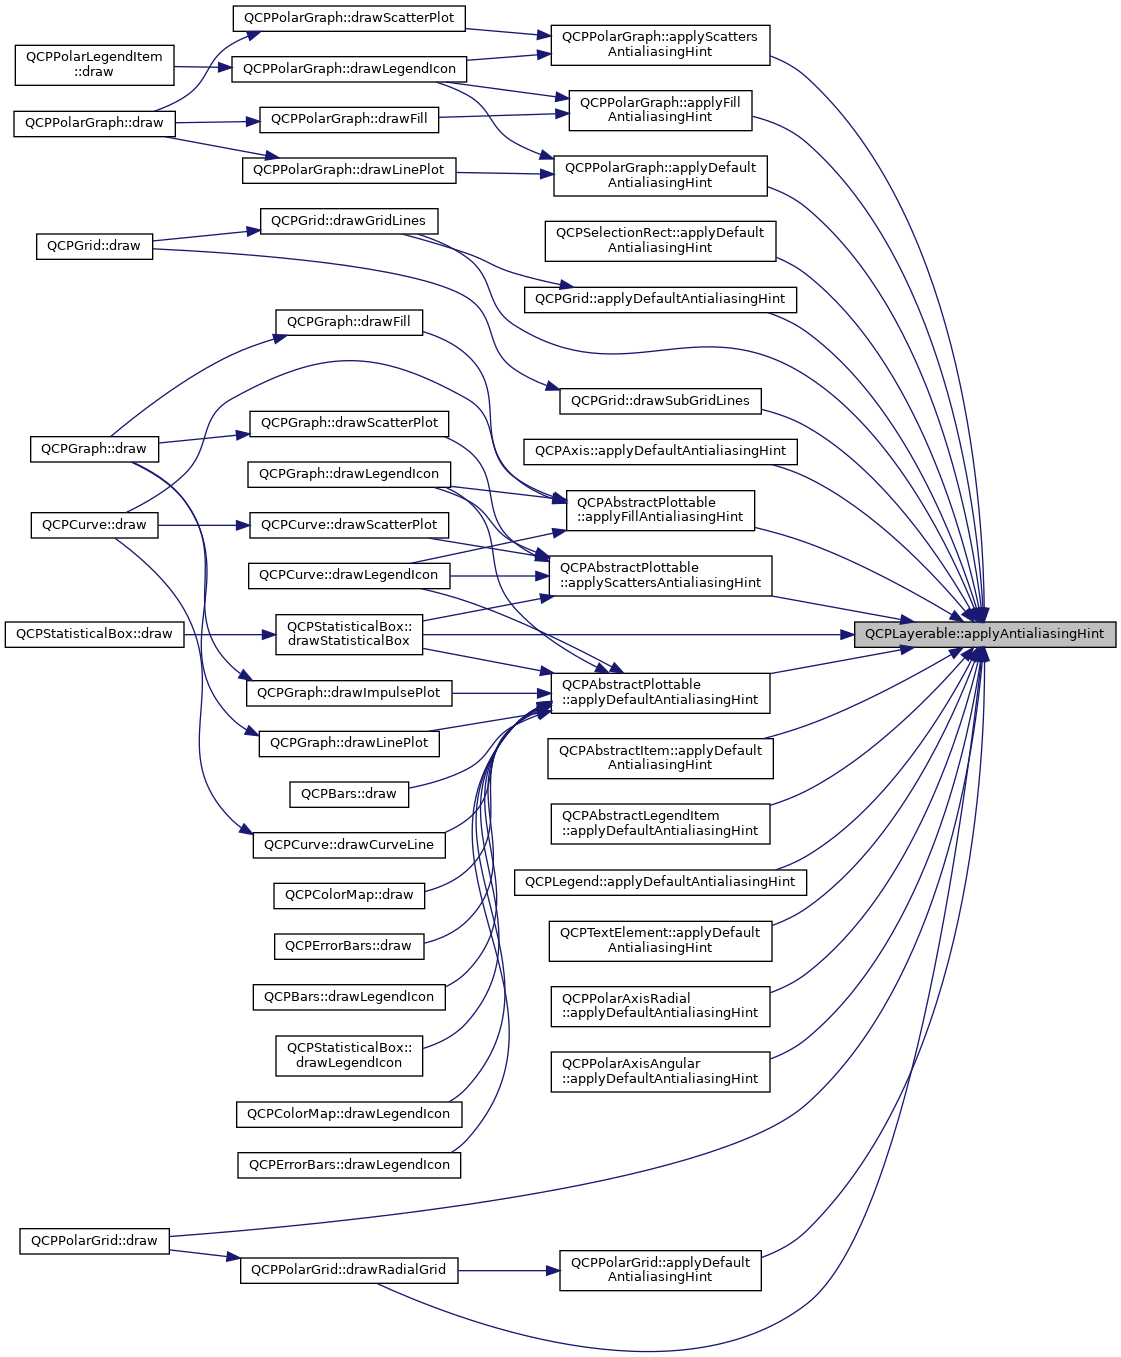 QCPPolarGraph::drawScatterPlot
QCPPolarGraph::applyScatters
AntialiasingHint
QCPPolarLegendItem
::draw
QCPPolarGraph::drawLegendIcon
QCPPolarGraph::applyFill
AntialiasingHint
QCPPolarGraph::draw
QCPPolarGraph::drawFill
QCPPolarGraph::drawLinePlot
QCPPolarGraph::applyDefault
AntialiasingHint
QCPGrid::drawGridLines
QCPGrid::draw
QCPSelectionRect::applyDefault
AntialiasingHint
QCPGrid::applyDefaultAntialiasingHint
QCPGraph::drawFill
QCPGrid::drawSubGridLines
QCPGraph::drawScatterPlot
QCPGraph::draw
QCPAxis::applyDefaultAntialiasingHint
QCPGraph::drawLegendIcon
QCPAbstractPlottable
::applyFillAntialiasingHint
QCPCurve::draw
QCPCurve::drawScatterPlot
QCPCurve::drawLegendIcon
QCPAbstractPlottable
::applyScattersAntialiasingHint
QCPStatisticalBox::draw
QCPStatisticalBox::
drawStatisticalBox
QCPLayerable::applyAntialiasingHint
QCPGraph::drawImpulsePlot
QCPAbstractPlottable
::applyDefaultAntialiasingHint
QCPGraph::drawLinePlot
QCPAbstractItem::applyDefault
AntialiasingHint
QCPBars::draw
QCPAbstractLegendItem
::applyDefaultAntialiasingHint
QCPCurve::drawCurveLine
QCPColorMap::draw
QCPLegend::applyDefaultAntialiasingHint
QCPErrorBars::draw
QCPTextElement::applyDefault
AntialiasingHint
QCPBars::drawLegendIcon
QCPPolarAxisRadial
::applyDefaultAntialiasingHint
QCPStatisticalBox::
drawLegendIcon
QCPPolarAxisAngular
::applyDefaultAntialiasingHint
QCPColorMap::drawLegendIcon
QCPErrorBars::drawLegendIcon
QCPPolarGrid::draw
QCPPolarGrid::drawRadialGrid
QCPPolarGrid::applyDefault
AntialiasingHint